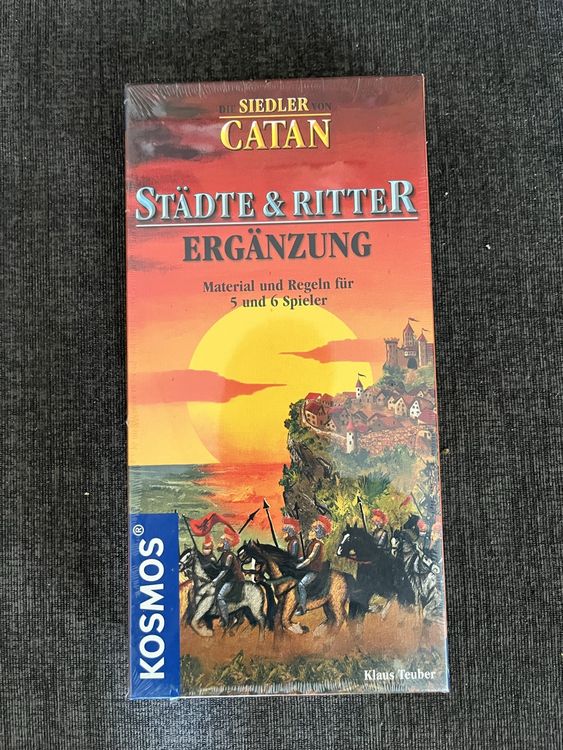 DIE SIEDLER VON
CATAN
STÄDTE & RITTER
ERGÄNZUNG
Material und Regeln für
5 und 6 Spieler
KOSMOS®
Klaus Teuber